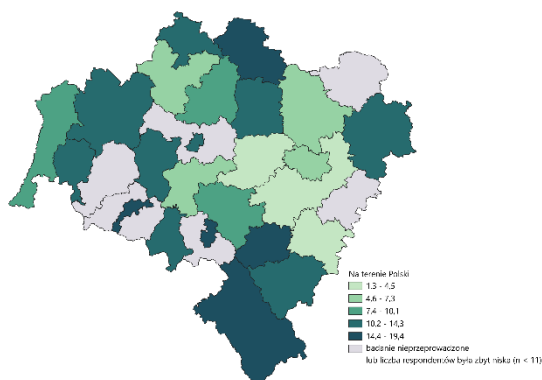 Na terenie Polski
1,3 - 4,5
4,6 - 7,3
7,4 - 10,1
10,2 - 14,3
14,4 - 19,4
badanie nieprzeprowadzone
lub liczba respondentów była zbyt niska (n < 11)